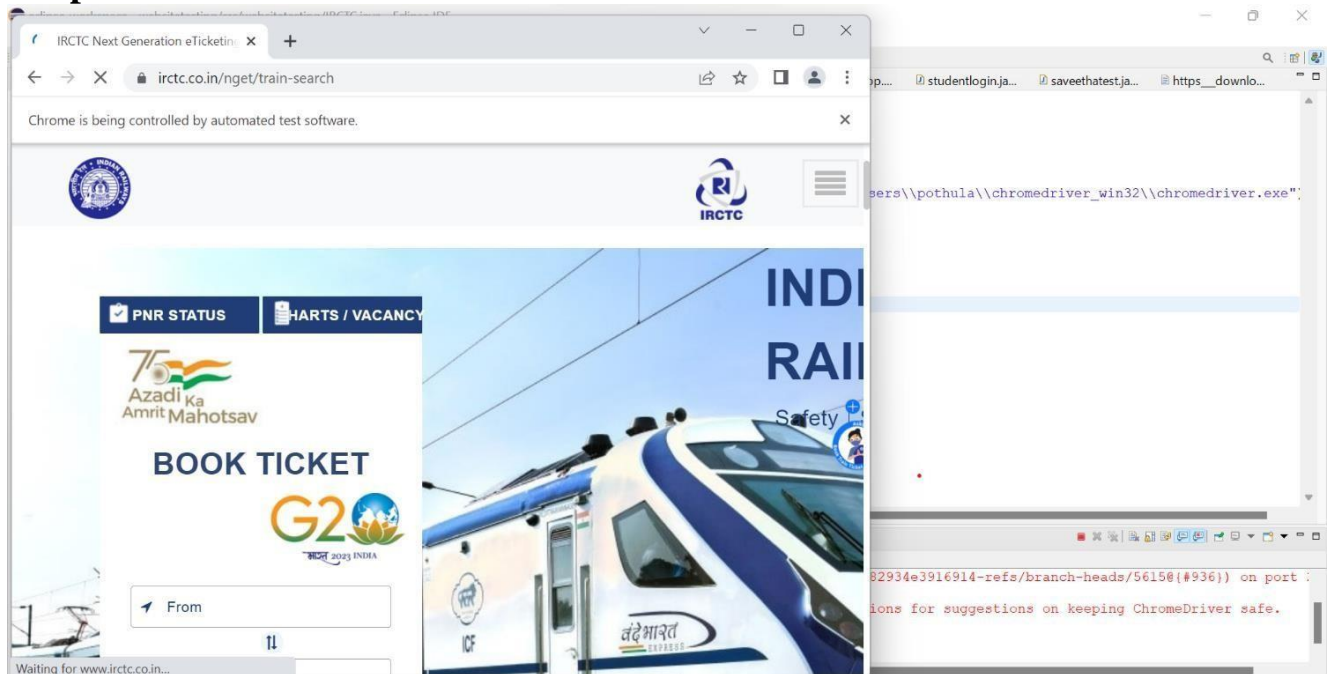 IRCTC Next Generation eTicketin
irctc.co.in/nget/train-search
Chrome is being controlled by automated test software.
studentlogin.ja...
saveethatest.ja...
https__downlo...
sers\\pothula\\chromedriver_win32\\chromedriver.exe"
IRCTC
INDI
RAI
Safety
PNR STATUS
HARTS / VACANCY
75
Azadi Ka
Amrit Mahotsav
BOOK TICKET
G20
भारत 2023 INDIA
From
ICF
वंदे भारत
EXPRESS
Waiting for www.irctc.co.in...
82934e3916914-refs/branch-heads/5615@{#936}) on port
ions for suggestions on keeping ChromeDriver safe.